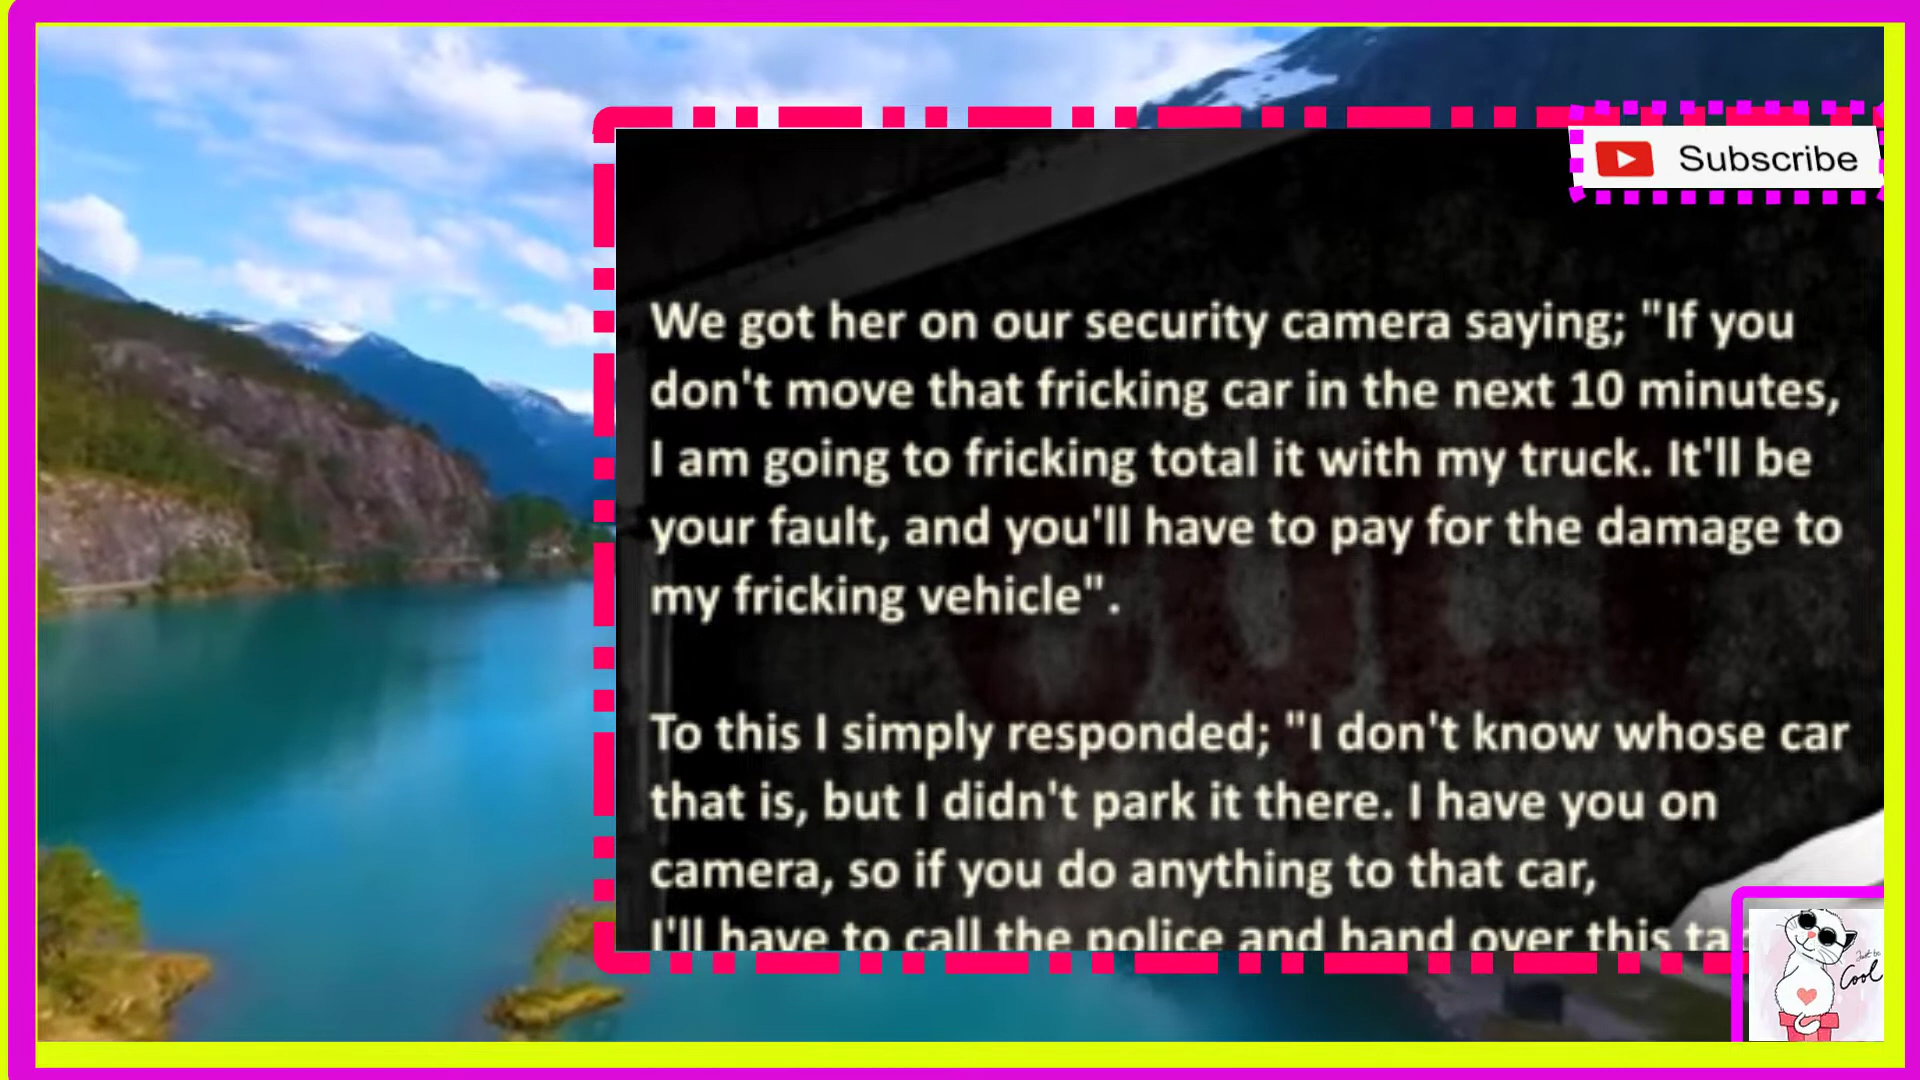 Subscribe
We got her on our security camera saying; "If you
don't move that fricking car in the next 10 minutes,
I am going to fricking total it with my truck. It'll be
your fault, and you'll have to pay for the damage to
my fricking vehicle".
To this I simply responded; "I don't know whose car
that is, but I didn't park it there. I have you on
camera, so if you do anything to that car,
I'll have to call the police and hand over this
Just be
Cool